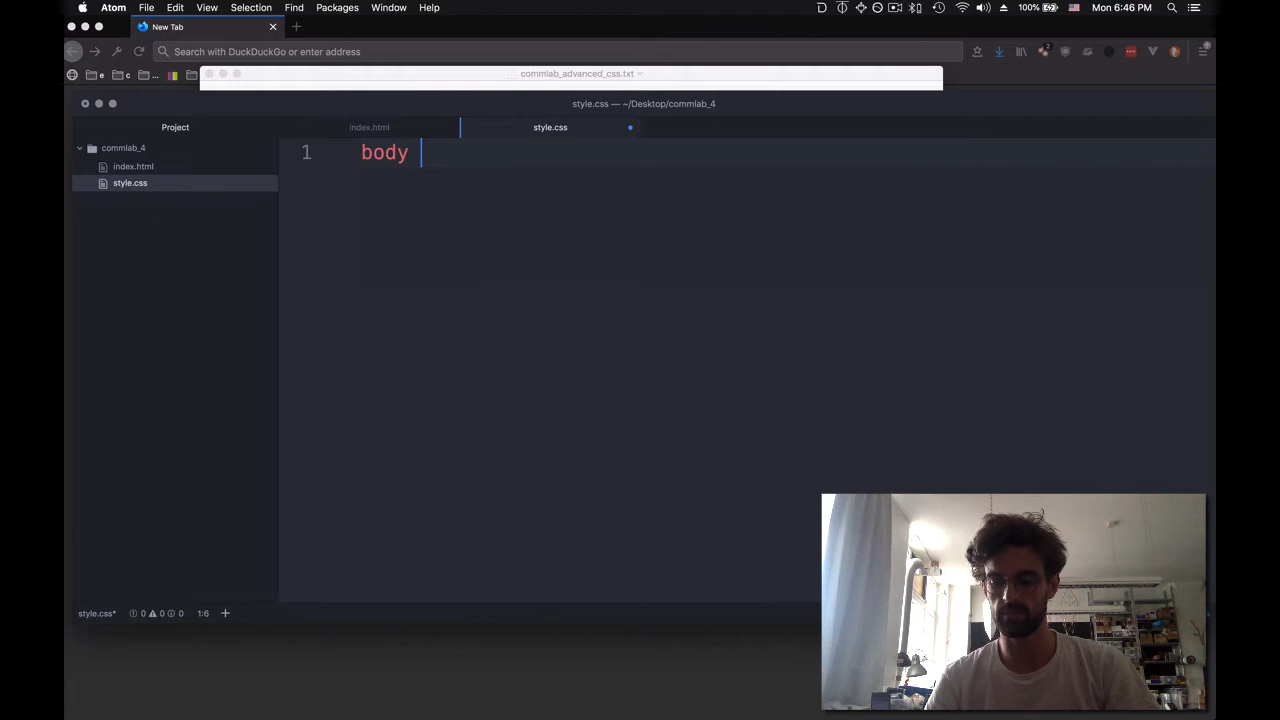 Atom File Edit View Selection Find Packages Window Help 100% Mon 6:46 PM
New Tab
Search with DuckDuckGo or enter address
2 1
e c ...
commlab_advanced_css.txt
style.css — ~/Desktop/commlab_4
Project index.html style.css
commlab_4
index.html
style.css
1 body
style.css* 0 0 0 1:6